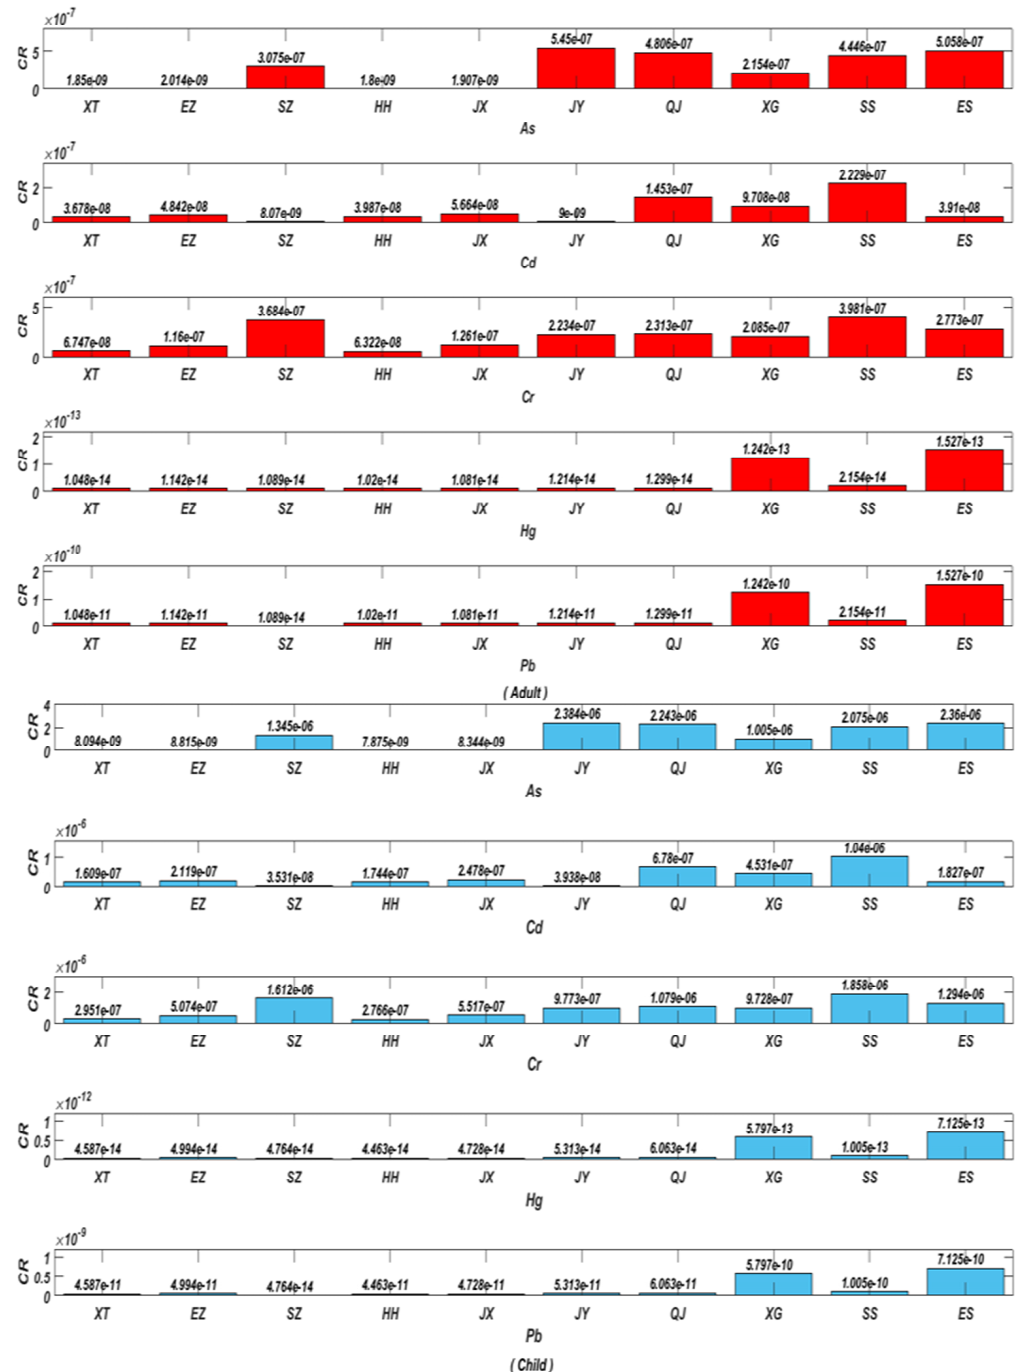 ×10-7
CR
5
0
1.85e-09 2.014e-09 3.075e-07 1.8e-09 1.907e-09 5.45e-07 4.806e-07 2.154e-07 4.446e-07 5.058e-07
XT EZ SZ HH JX JY QJ XG SS ES
As
×10-7
CR
2
0
3.678e-08 4.842e-08 8.07e-09 3.987e-08 5.664e-08 9e-09 1.453e-07 9.708e-08 2.229e-07 3.91e-08
XT EZ SZ HH JX JY QJ XG SS ES
Cd
×10-7
CR
5
0
6.747e-08 1.16e-07 3.684e-07 6.322e-08 1.261e-07 2.234e-07 2.313e-07 2.085e-07 3.981e-07 2.773e-07
XT EZ SZ HH JX JY QJ XG SS ES
Cr
×10-13
CR
2
1
0
1.048e-14 1.142e-14 1.089e-14 1.02e-14 1.081e-14 1.214e-14 1.299e-14 1.242e-13 2.154e-14 1.527e-13
XT EZ SZ HH JX JY QJ XG SS ES
Hg
×10-10
CR
2
1
0
1.048e-11 1.142e-11 1.089e-14 1.02e-11 1.081e-11 1.214e-11 1.299e-11 1.242e-10 2.154e-11 1.527e-10
XT EZ SZ HH JX JY QJ XG SS ES
Pb
( Adult )
CR
4
2
0
8.094e-09 8.815e-09 1.345e-06 7.875e-09 8.344e-09 2.384e-06 2.243e-06 1.005e-06 2.075e-06 2.36e-06
XT EZ SZ HH JX JY QJ XG SS ES
As
×10-6
CR
1
0
1.609e-07 2.119e-07 3.531e-08 1.744e-07 2.478e-07 3.938e-08 6.78e-07 4.531e-07 1.04e-06 1.827e-07
XT EZ SZ HH JX JY QJ XG SS ES
Cd
×10-6
CR
2
0
2.951e-07 5.074e-07 1.612e-06 2.766e-07 5.517e-07 9.773e-07 1.079e-06 9.728e-07 1.858e-06 1.294e-06
XT EZ SZ HH JX JY QJ XG SS ES
Cr
×10-12
CR
1
0.5
0
4.587e-14 4.994e-14 4.764e-14 4.463e-14 4.728e-14 5.313e-14 6.063e-14 5.797e-13 1.005e-13 7.125e-13
XT EZ SZ HH JX JY QJ XG SS ES
Hg
×10-9
CR
1
0.5
0
4.587e-11 4.994e-11 4.764e-14 4.463e-11 4.728e-11 5.313e-11 6.063e-11 5.797e-10 1.005e-10 7.125e-10
XT EZ SZ HH JX JY QJ XG SS ES
Pb
( Child )